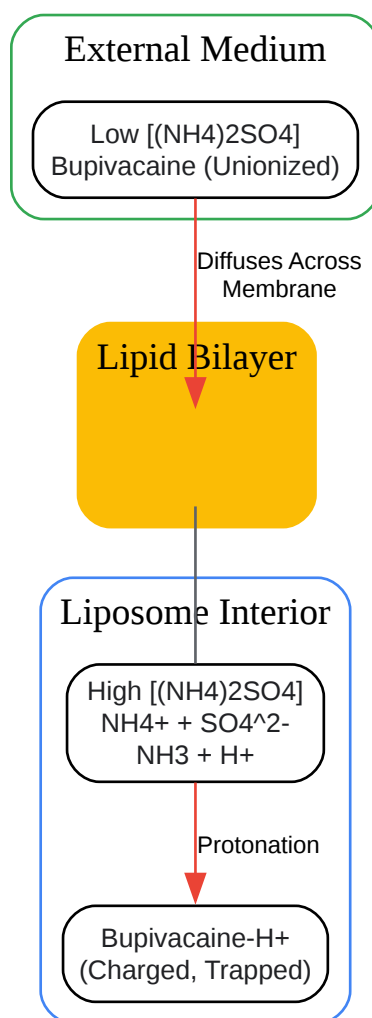 External Medium
Low [(NH4)2SO4]
Bupivacaine (Unionized)
Diffuses Across
Membrane
Lipid Bilayer
Liposome Interior
High [(NH4)2SO4]
NH4+ + SO4^2-
NH3 + H+
Protonation
Bupivacaine-H+
(Charged, Trapped)